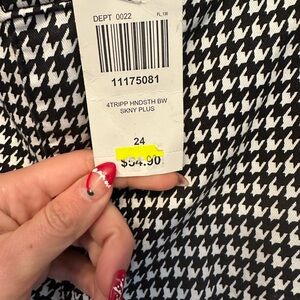 DEPT 0022
11175081
4TRIPP HNDSTH BW
SKNY PLUS
24
$54.90